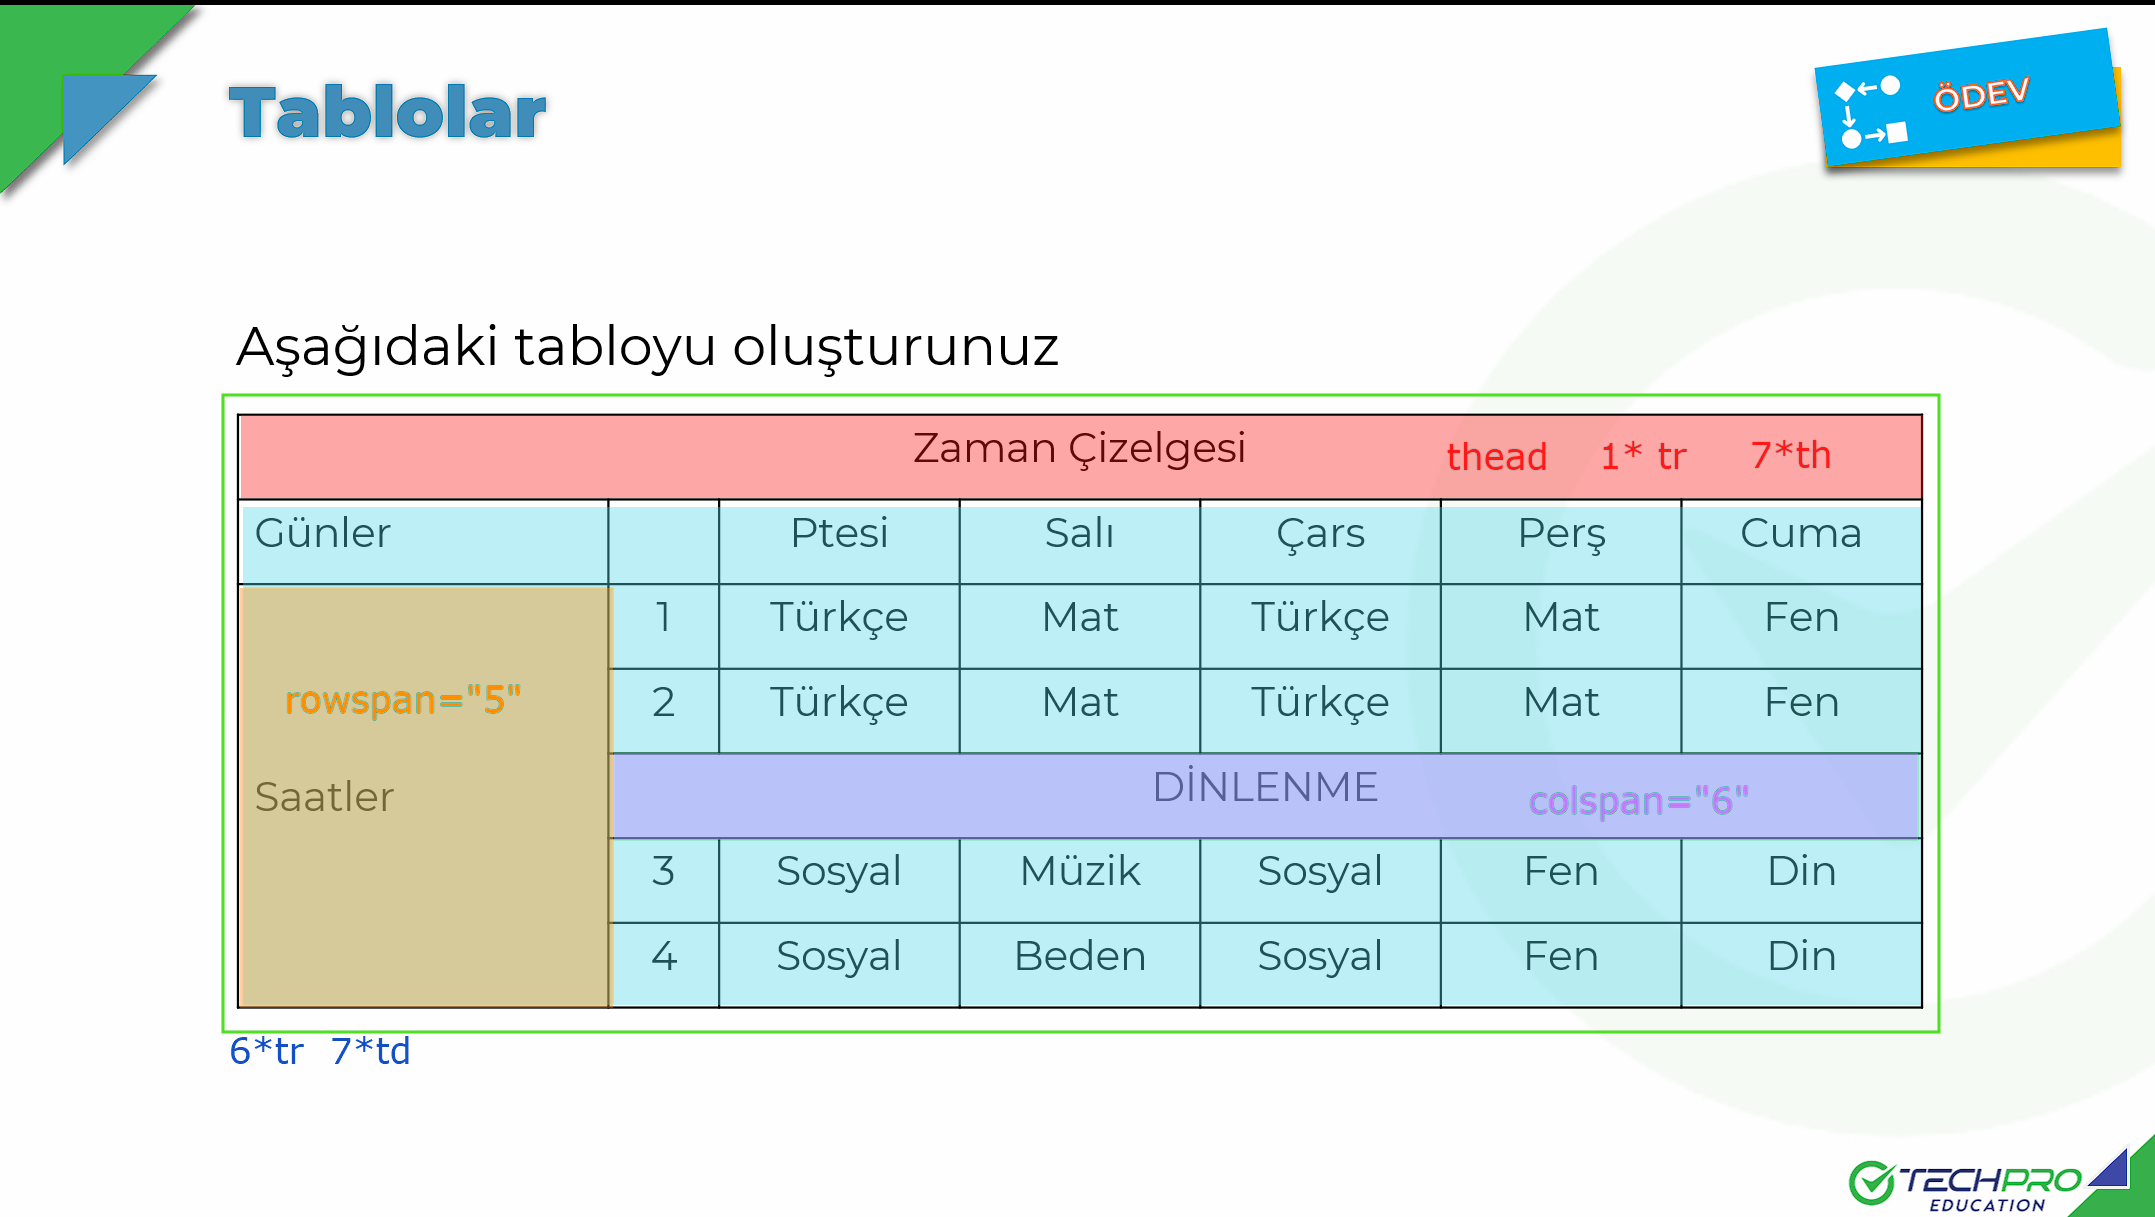 Tablolar
ÖDEV
Aşağıdaki tabloyu oluşturunuz
Zaman Çizelgesi thead 1* tr 7*th
Günler Ptesi Salı Çars Perş Cuma
1 Türkçe Mat Türkçe Mat Fen
rowspan="5" 2 Türkçe Mat Türkçe Mat Fen
Saatler DİNLENME colspan="6"
3 Sosyal Müzik Sosyal Fen Din
4 Sosyal Beden Sosyal Fen Din
6*tr 7*td
TECHPRO
EDUCATION